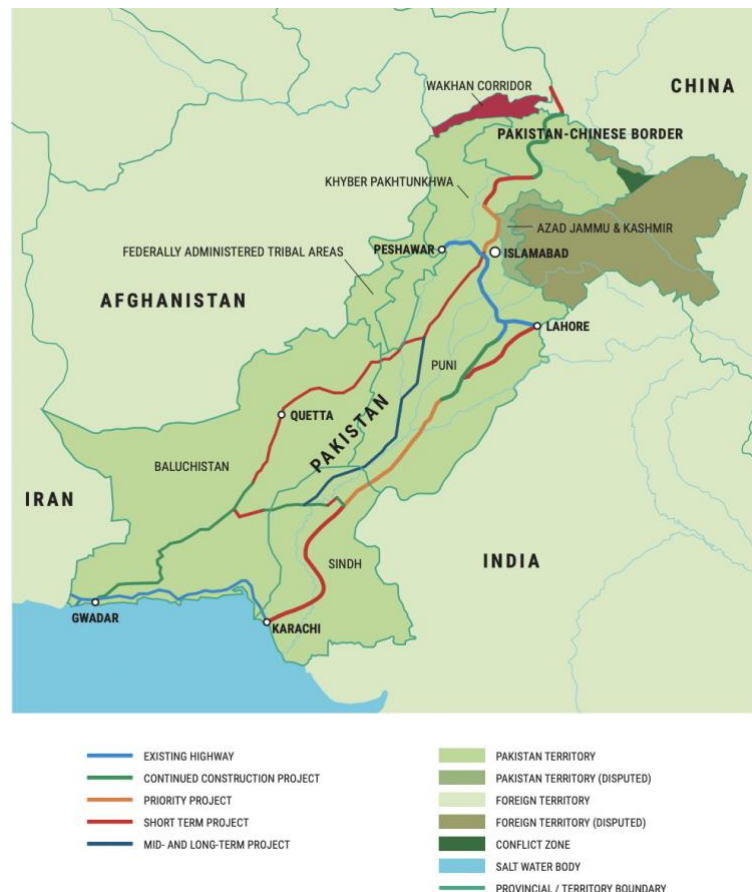 WAKHAN CORRIDOR
CHINA
PAKISTAN-CHINESE BORDER
KHYBER PAKHTUNKHWA
AZAD JAMMU & KASHMIR
PESHAWAR
ISLAMABAD
FEDERALLY ADMINISTERED TRIBAL AREAS
AFGHANISTAN
LAHORE
PUNI
PAKISTAN
QUETTA
BALUCHISTAN
IRAN
INDIA
SINDH
GWADAR
KARACHI
EXISTING HIGHWAY
CONTINUED CONSTRUCTION PROJECT
PRIORITY PROJECT
SHORT TERM PROJECT
MID- AND LONG-TERM PROJECT
PAKISTAN TERRITORY
PAKISTAN TERRITORY (DISPUTED)
FOREIGN TERRITORY
FOREIGN TERRITORY (DISPUTED)
CONFLICT ZONE
SALT WATER BODY
PROVINCIAL / TERRITORY BOUNDARY